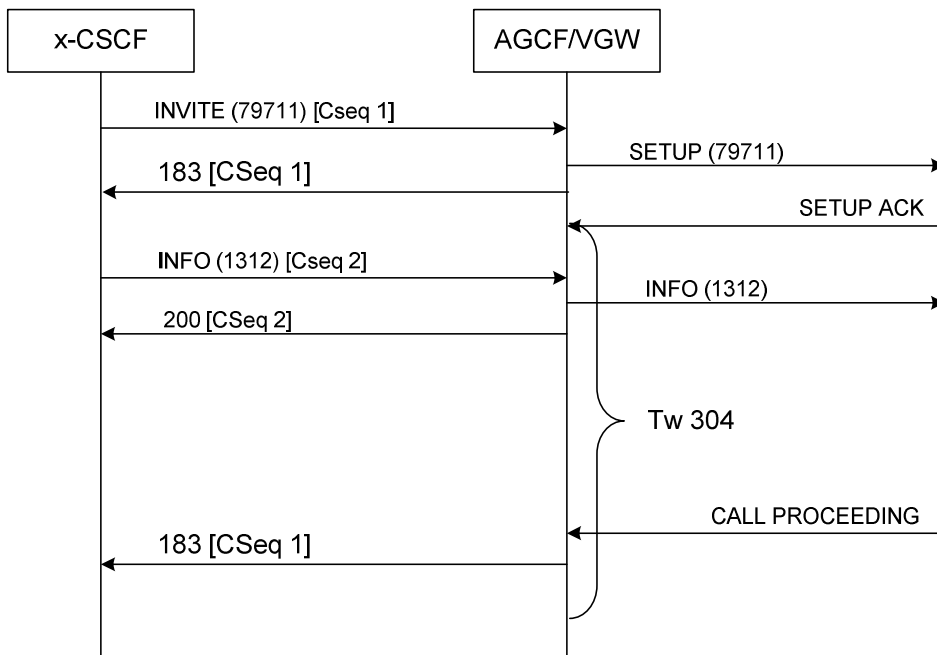 x-CSCF
AGCF/VGW
INVITE (79711) [Cseq 1]
SETUP (79711)
183 [CSeq 1]
SETUP ACK
INFO (1312) [Cseq 2]
INFO (1312)
200 [CSeq 2]
Tw 304
CALL PROCEEDING
183 [CSeq 1]